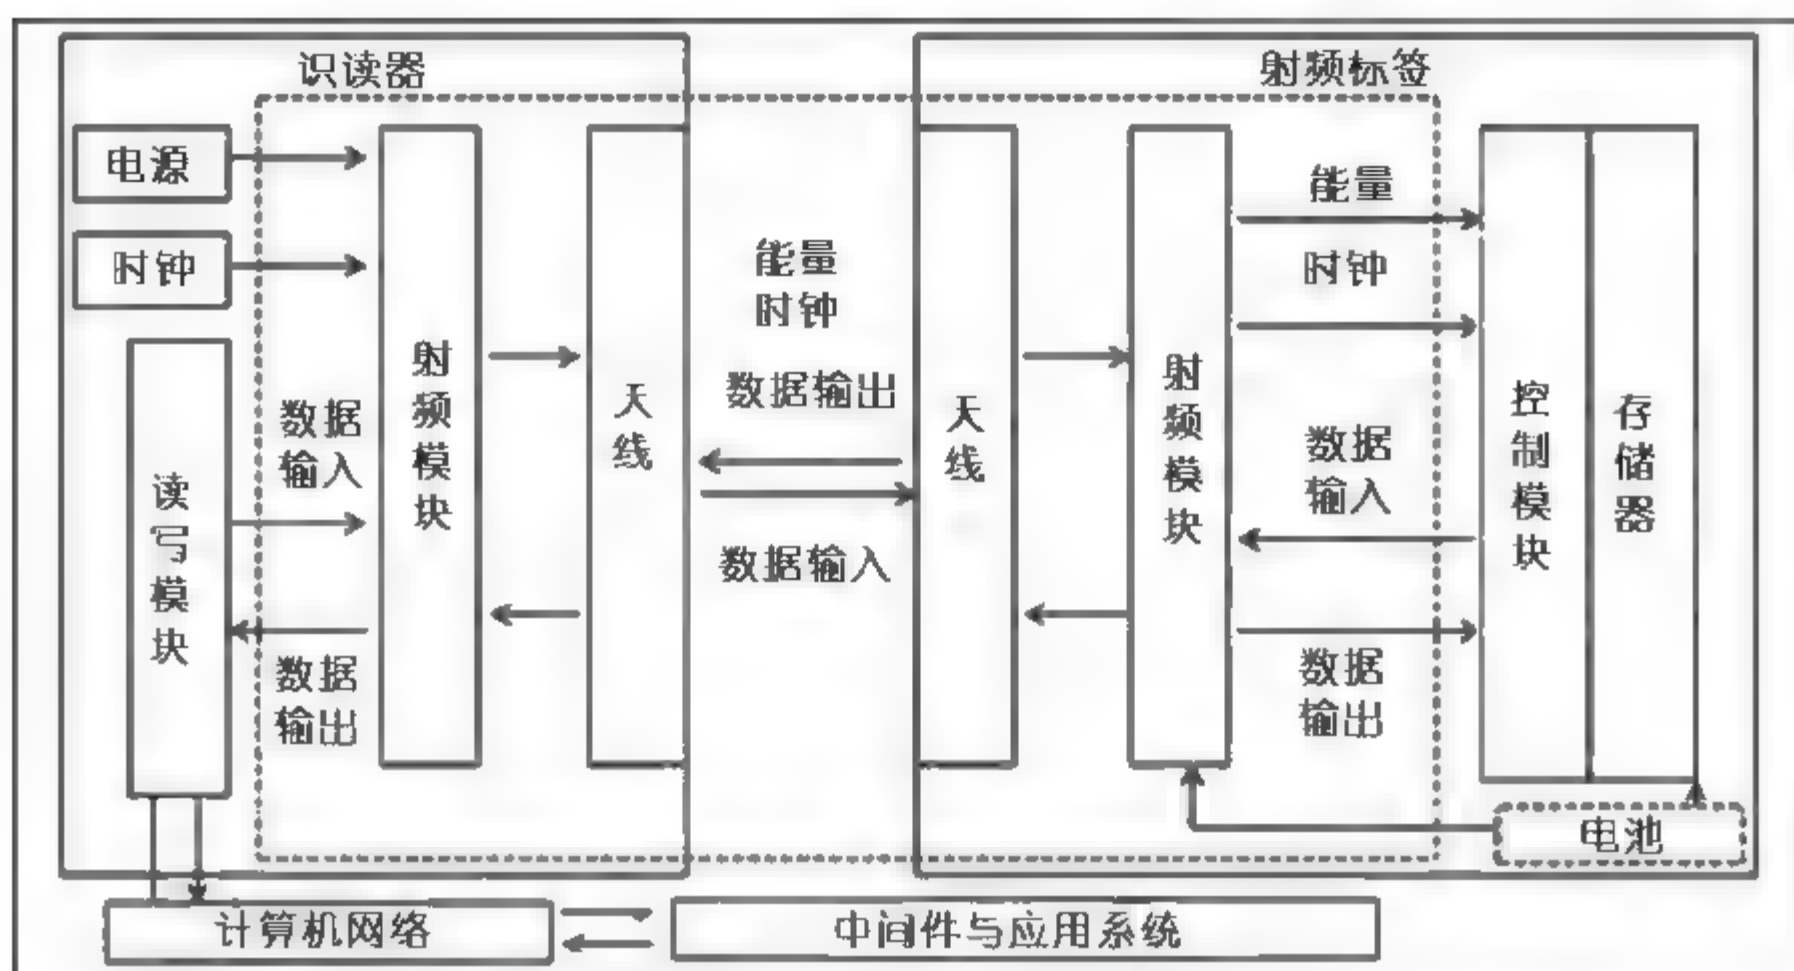 识读器
射频标签
电源
时钟
读写模块
数据
输入
数据
输出
射频模块
天线
能量
时钟
数据输出
数据输入
天线
射频模块
能量
时钟
数据
输入
数据
输出
控制模块
存储器
电池
计算机网络
中间件与应用系统